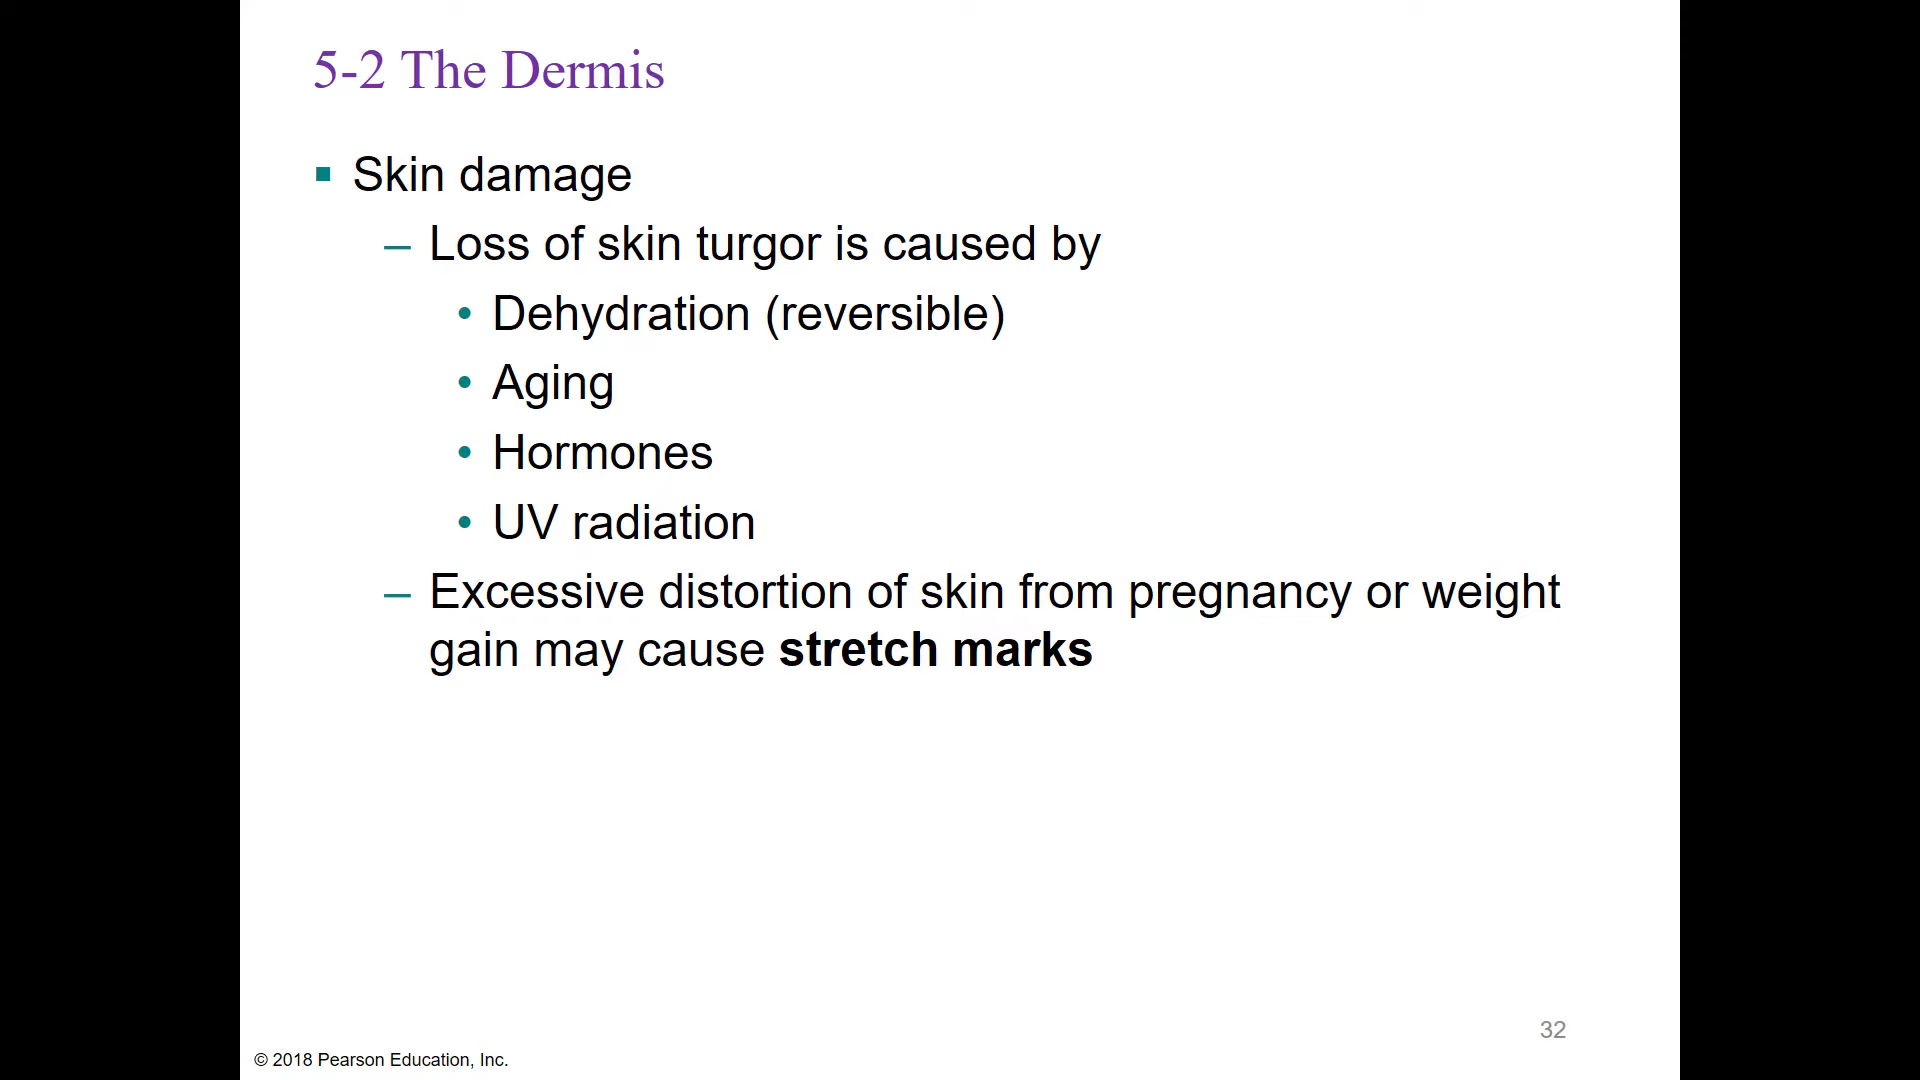 5-2 The Dermis
▪ Skin damage
– Loss of skin turgor is caused by
• Dehydration (reversible)
• Aging
• Hormones
• UV radiation
– Excessive distortion of skin from pregnancy or weight
gain may cause stretch marks
32
© 2018 Pearson Education, Inc.